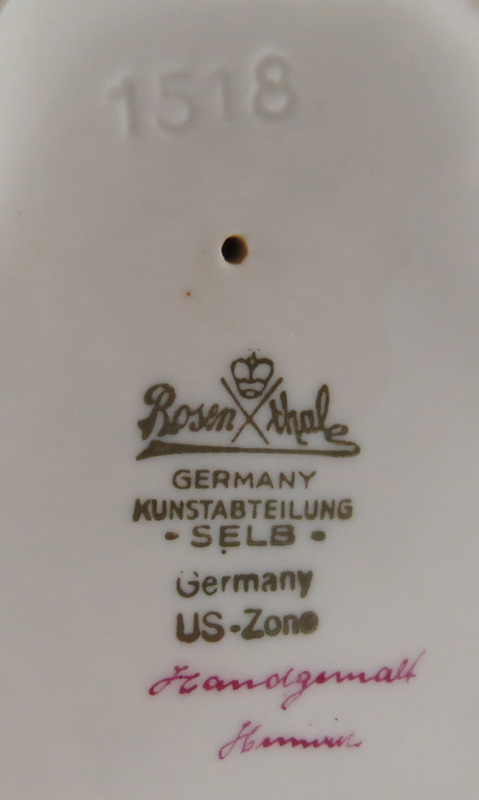 1518
Rosenthal
GERMANY
KUNSTABTEILUNG
- SELB -
Germany
US-Zone
Handgemalt